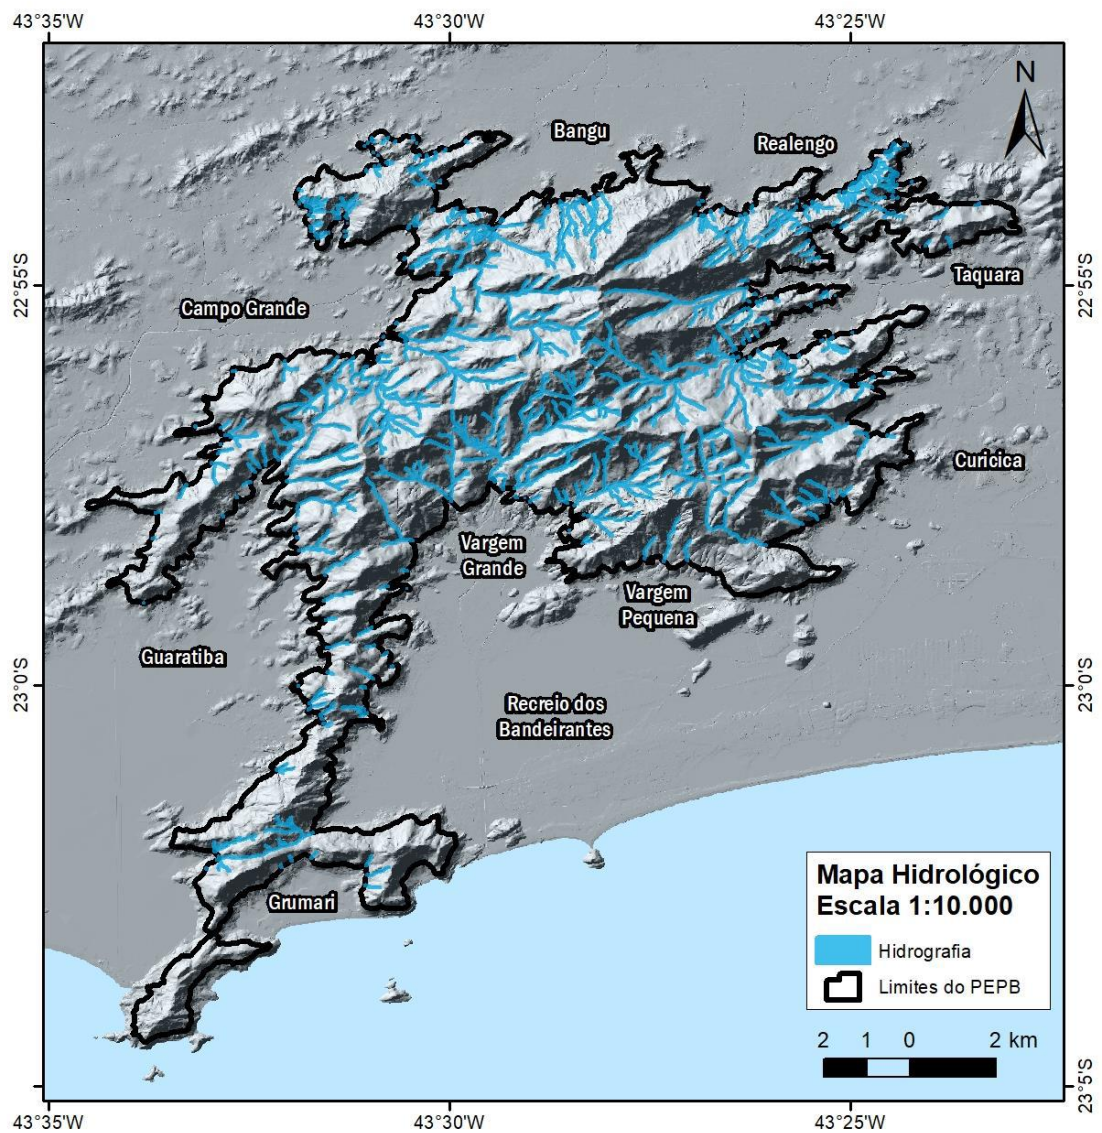 43°35'W
43°30'W
43°25'W
N
Bangu
Realengo
Taquara
22°55'S
22°55'S
Campo Grande
Curicica
Vargem
Grande
Vargem
Pequena
Guaratiba
23°0'S
23°0'S
Recreio dos
Bandeirantes
Grumari
Mapa Hidrológico
Escala 1:10.000
Hidrografia
Limites do PEPB
2 1 0 2 km
23°5'S
43°35'W
43°30'W
43°25'W